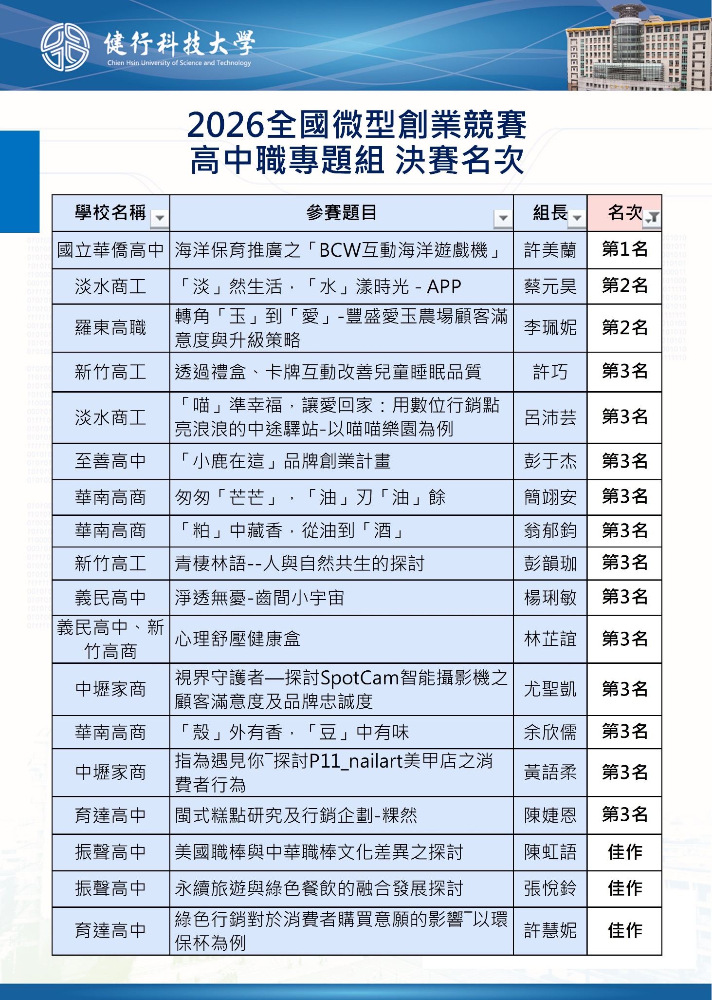 健行科技大學
Chien Hsin University of Science and Technology
2026全國微型創業競賽
高中職專題組 決賽名次
學校名稱 參賽題目 組長 名次
國立華僑高中 海洋保育推廣之「BCW互動海洋遊戲機」 許美蘭 第1名
淡水商工 「淡」然生活，「水」漾時光 - APP 蔡元昊 第2名
羅東高職 轉角「玉」到「愛」-豐盛愛玉農場顧客滿
意度與升級策略 李珮妮 第2名
新竹高工 透過禮盒、卡牌互動改善兒童睡眠品質 許巧 第3名
淡水商工 「喵」準幸福，讓愛回家：用數位行銷點
亮浪浪的中途驛站-以喵喵樂園為例 呂沛芸 第3名
至善高中 「小鹿在這」品牌創業計畫 彭于杰 第3名
華南高商 匆匆「芒芒」，「油」刃「油」餘 簡翊安 第3名
華南高商 「粕」中藏香，從油到「酒」 翁郁鈞 第3名
新竹高工 青棲林語--人與自然共生的探討 彭韻珈 第3名
義民高中 淨透無憂-齒間小宇宙 楊琍敏 第3名
義民高中、新
竹高商 心理舒壓健康盒 林芷誼 第3名
中壢家商 視界守護者—探討SpotCam智能攝影機之
顧客滿意度及品牌忠誠度 尤聖凱 第3名
華南高商 「殼」外有香，「豆」中有味 余欣儒 第3名
中壢家商 指為遇見你¯探討P11_nailart美甲店之消
費者行為 黃語柔 第3名
育達高中 閩式糕點研究及行銷企劃-粿然 陳婕恩 第3名
振聲高中 美國職棒與中華職棒文化差異之探討 陳虹語 佳作
振聲高中 永續旅遊與綠色餐飲的融合發展探討 張悅鈴 佳作
育達高中 綠色行銷對於消費者購買意願的影響¯以環
保杯為例 許慧妮 佳作